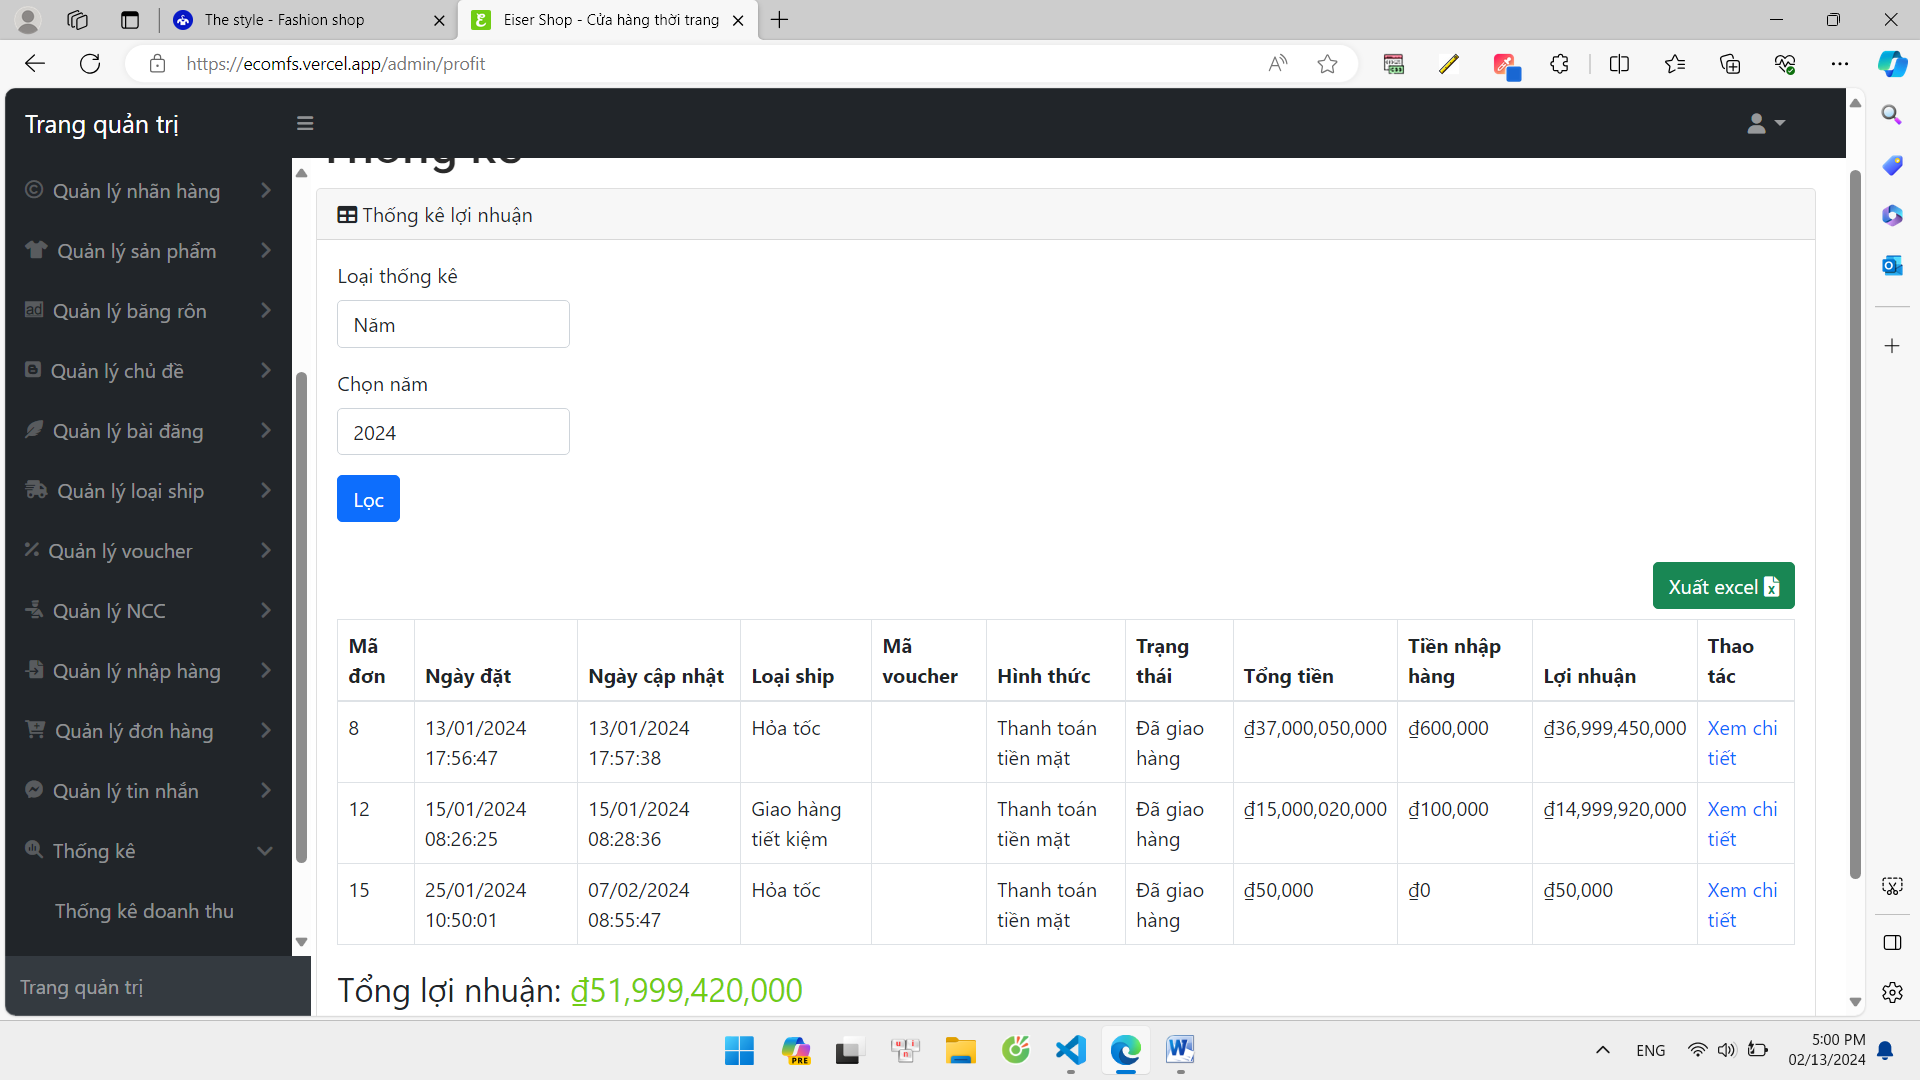 The style - Fashion shop
Eiser Shop - Cửa hàng thời trang
https://ecomfs.vercel.app/admin/profit
Trang quản trị
Thống kê
Quản lý nhãn hàng
Quản lý sản phẩm
Quản lý băng rôn
Quản lý chủ đề
Quản lý bài đăng
Quản lý loại ship
Quản lý voucher
Quản lý NCC
Quản lý nhập hàng
Quản lý đơn hàng
Quản lý tin nhắn
Thống kê
Thống kê doanh thu
Trang quản trị
Thống kê lợi nhuận
Loại thống kê
Năm
Chọn năm
2024
Lọc
Xuất excel
Mã đơn Ngày đặt Ngày cập nhật Loại ship Mã voucher Hình thức Trạng thái Tổng tiền Tiền nhập hàng Lợi nhuận Thao tác
8 13/01/2024 17:56:47 13/01/2024 17:57:38 Hỏa tốc Thanh toán tiền mặt Đã giao hàng ₫37,000,050,000 ₫600,000 ₫36,999,450,000 Xem chi tiết
12 15/01/2024 08:26:25 15/01/2024 08:28:36 Giao hàng tiết kiệm Thanh toán tiền mặt Đã giao hàng ₫15,000,020,000 ₫100,000 ₫14,999,920,000 Xem chi tiết
15 25/01/2024 10:50:01 07/02/2024 08:55:47 Hỏa tốc Thanh toán tiền mặt Đã giao hàng ₫50,000 ₫0 ₫50,000 Xem chi tiết
Tổng lợi nhuận: ₫51,999,420,000
PRE
ENG
5:00 PM
02/13/2024